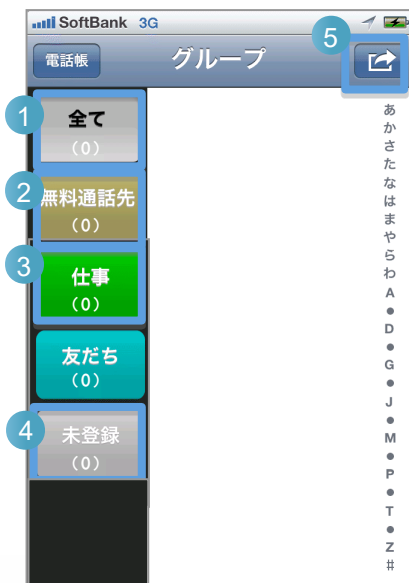 SoftBank 3G
5
電話帳
グループ
1
全て
(0)
2
無料通話先
(0)
3
仕事
(0)
友だち
(0)
4
未登録
(0)
あ
か
さ
た
な
は
ま
や
ら
わ
A
●
D
●
G
●
J
●
M
●
P
●
T
●
Z
#